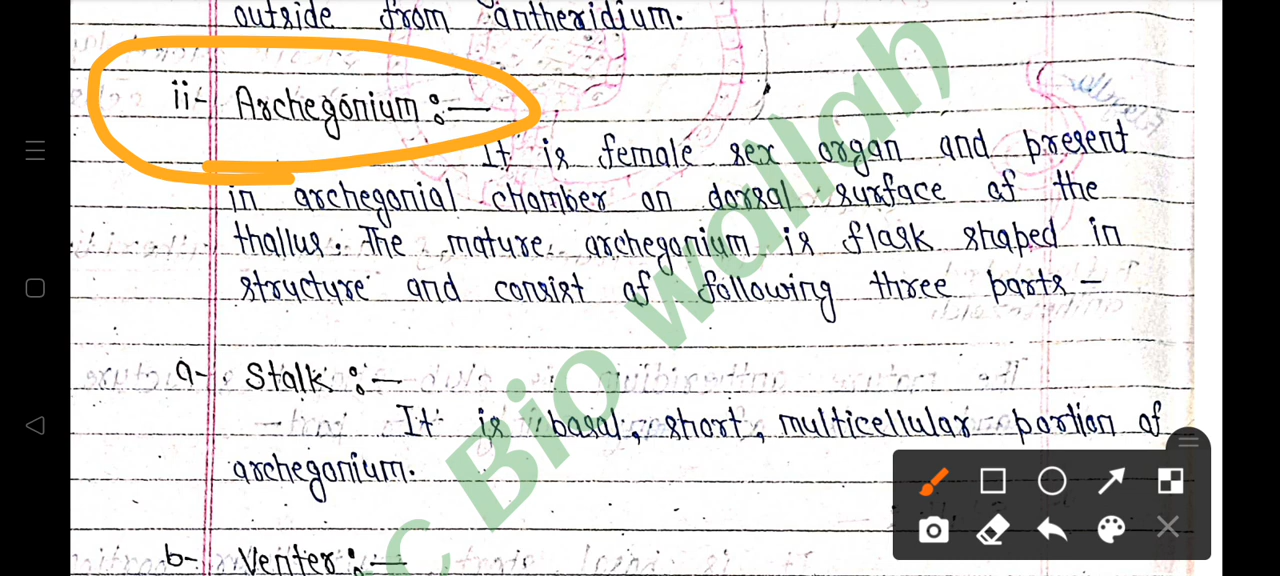 outside from antheridium.
ii- Archegonium :—
It is female sex organ and present
in archegonial chamber on dorsal surface of the
thallus. The mature archegonium is flask shaped in
structure and consist of following three parts —
a- Stalk :—
It is basal, short, multicellular portion of
archegonium.
b- Venter :—
C Bio wallah